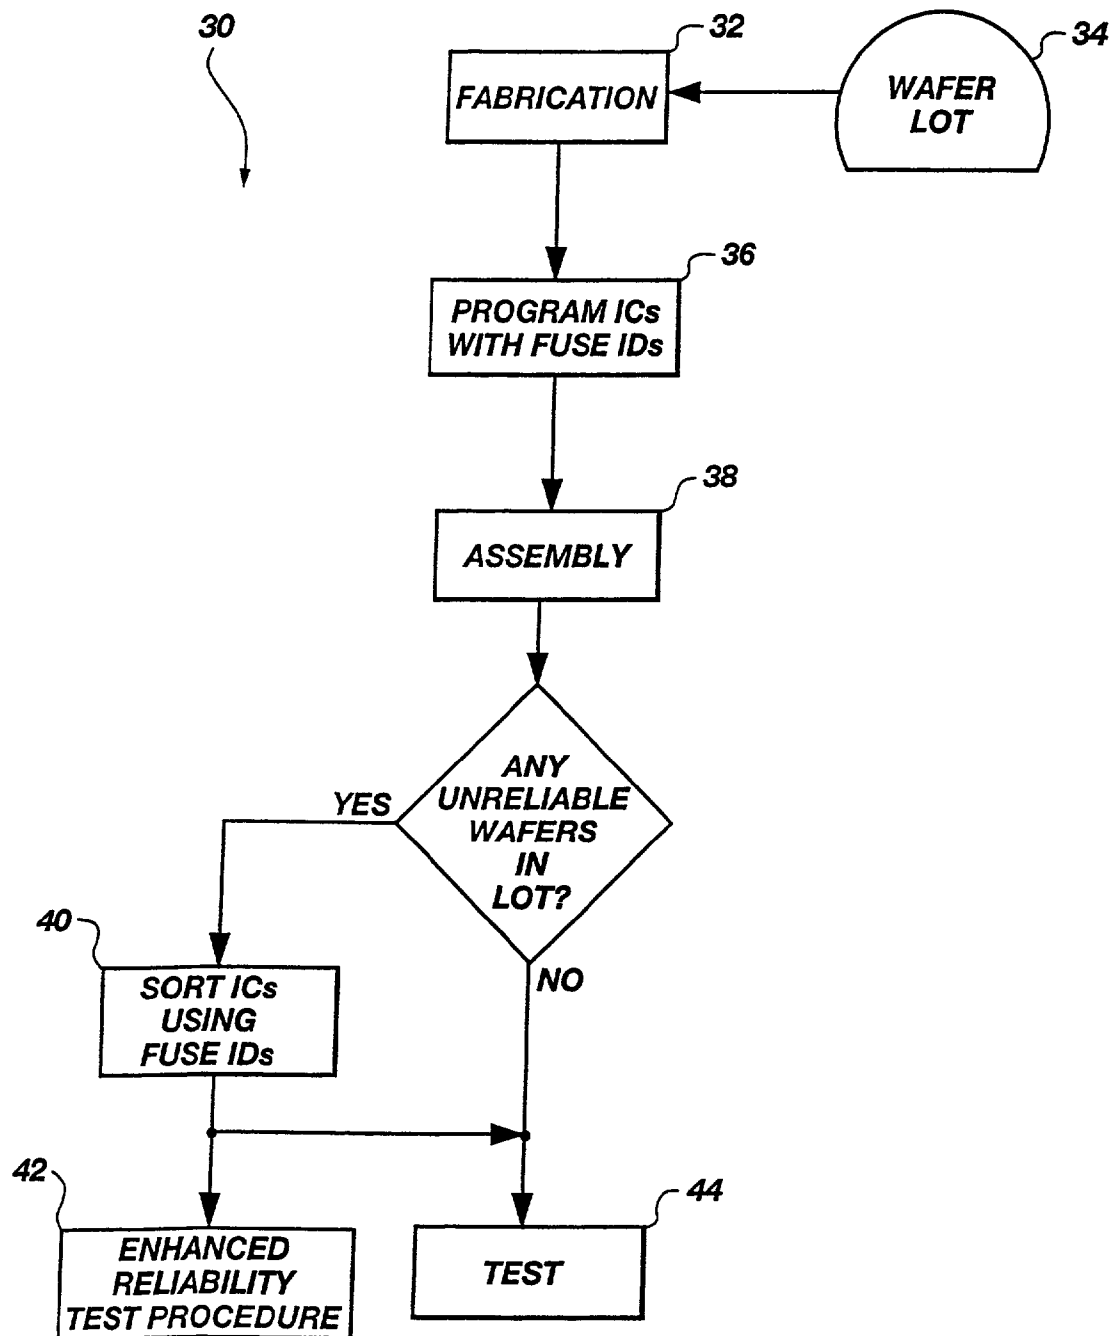 30
32
34
FABRICATION
WAFER
LOT
36
PROGRAM ICs
WITH FUSE IDs
38
ASSEMBLY
ANY
UNRELIABLE
WAFERS
IN
LOT?
YES
NO
40
SORT ICs
USING
FUSE IDs
42
ENHANCED
RELIABILITY
TEST PROCEDURE
44
TEST